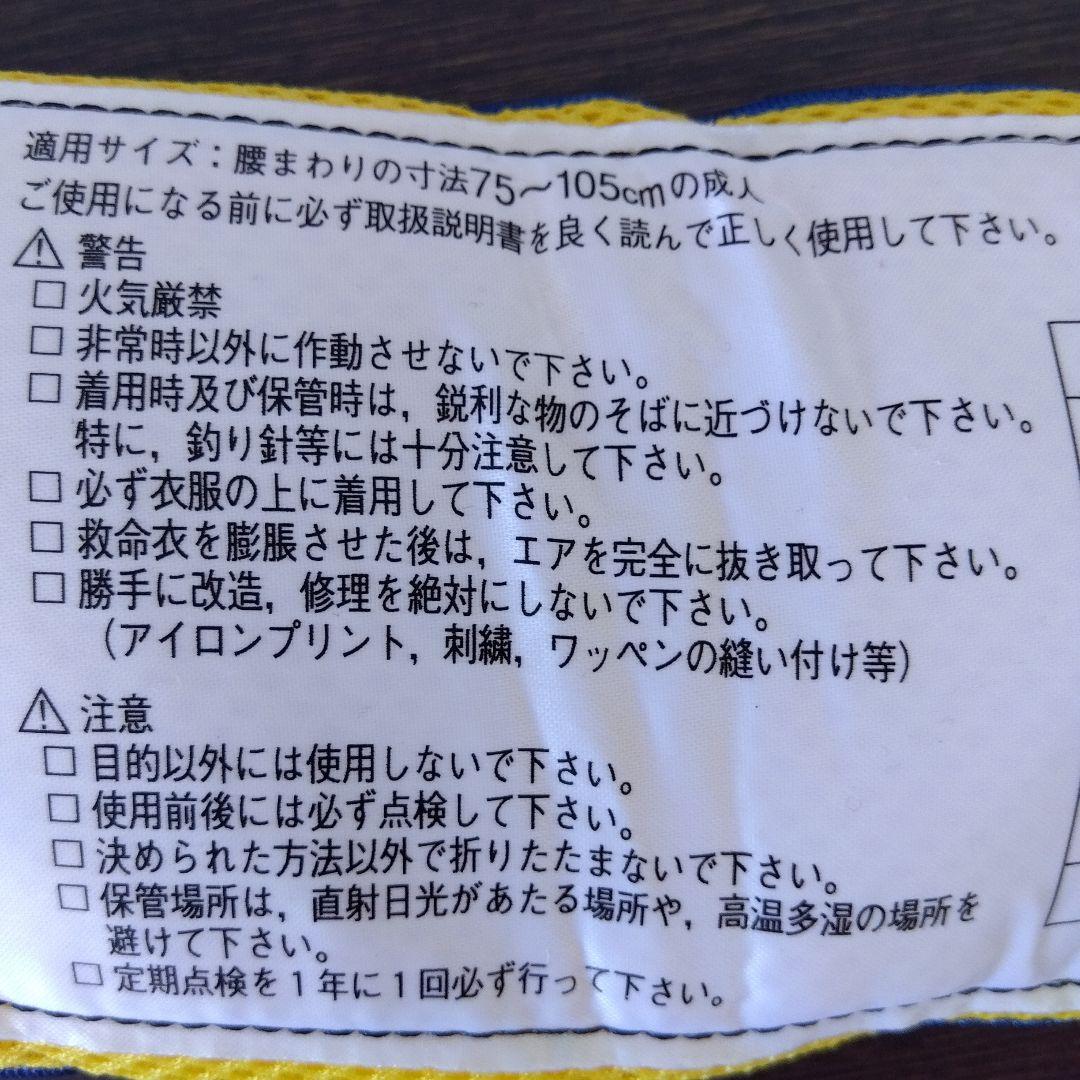 適用サイズ：腰まわりの寸法75〜105cmの成人
ご使用になる前に必ず取扱説明書を良く読んで正しく使用して下さい。
⚠ 警告
□ 火気厳禁
□ 非常時以外に作動させないで下さい。
□ 着用時及び保管時は，鋭利な物のそばに近づけないで下さい。
特に，釣り針等には十分注意して下さい。
□ 必ず衣服の上に着用して下さい。
□ 救命衣を膨脹させた後は，エアを完全に抜き取って下さい。
□ 勝手に改造，修理を絶対にしないで下さい。
（アイロンプリント，刺繍，ワッペンの縫い付け等）
⚠ 注意
□ 目的以外には使用しないで下さい。
□ 使用前後には必ず点検して下さい。
□ 決められた方法以外で折りたたまないで下さい。
□ 保管場所は，直射日光があたる場所や，高温多湿の場所を
避けて下さい。
□ 定期点検を1年に1回必ず行って下さい。